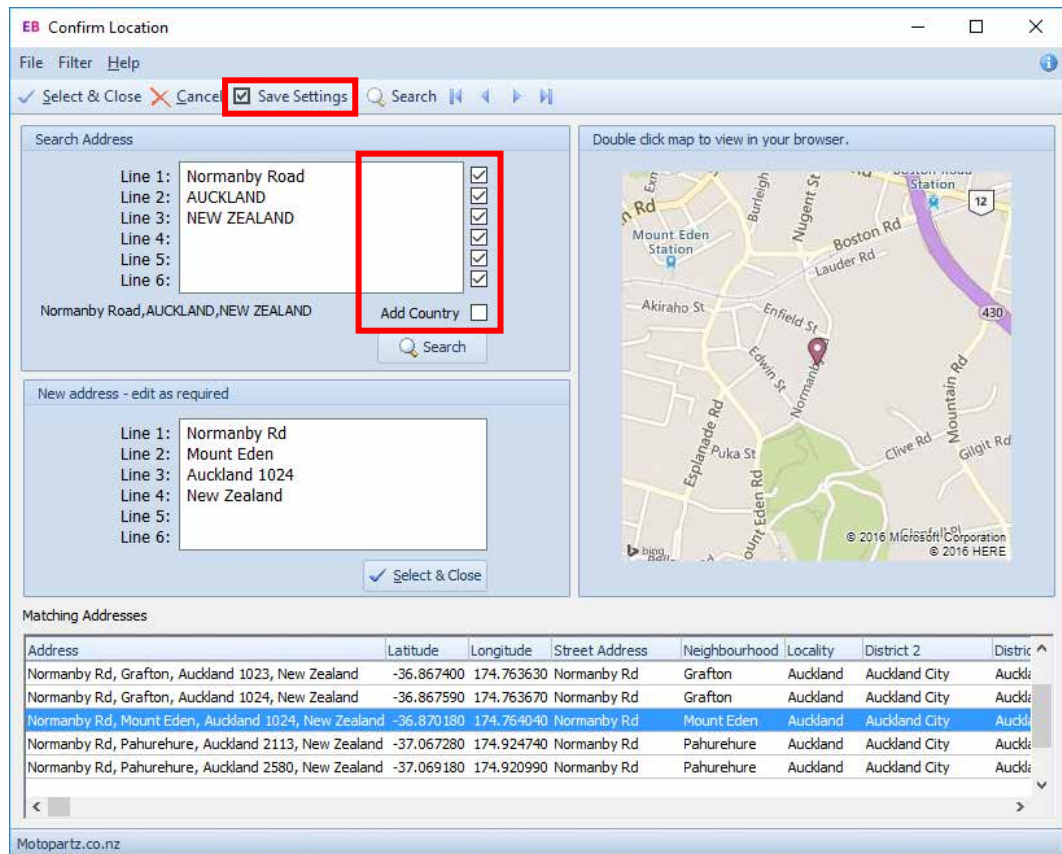 EB Confirm Location
File Filter Help
Select & Close Cancel Save Settings Search
Search Address
Line 1: Normanby Road
Line 2: AUCKLAND
Line 3: NEW ZEALAND
Line 4:
Line 5:
Line 6:
Normanby Road,AUCKLAND,NEW ZEALAND Add Country
Search
New address - edit as required
Line 1: Normanby Rd
Line 2: Mount Eden
Line 3: Auckland 1024
Line 4: New Zealand
Line 5:
Line 6:
Select & Close
Double click map to view in your browser.
Station
12
Exn
Rd
Burleigh
Nugent St
Mount Eden
Station
Boston Rd
Lauder Rd
Akiraho St
Enfield St
430
Edwin St
Normanby
Mountain Rd
Esplanade Rd
Puka St
Clive Rd
Gilgit Rd
ount Eden Rd
bing
© 2016 Microsoft Corporation
© 2016 HERE
Matching Addresses
Address Latitude Longitude Street Address Neighbourhood Locality District 2 Distric
Normanby Rd, Grafton, Auckland 1023, New Zealand -36.867400 174.763630 Normanby Rd Grafton Auckland Auckland City Auckla
Normanby Rd, Grafton, Auckland 1024, New Zealand -36.867590 174.763670 Normanby Rd Grafton Auckland Auckland City Auckla
Normanby Rd, Mount Eden, Auckland 1024, New Zealand -36.870180 174.764040 Normanby Rd Mount Eden Auckland Auckland City Auckla
Normanby Rd, Pahurehure, Auckland 2113, New Zealand -37.067280 174.924740 Normanby Rd Pahurehure Auckland Auckland City Auckla
Normanby Rd, Pahurehure, Auckland 2580, New Zealand -37.069180 174.920990 Normanby Rd Pahurehure Auckland Auckland City Auckla
Motopartz.co.nz